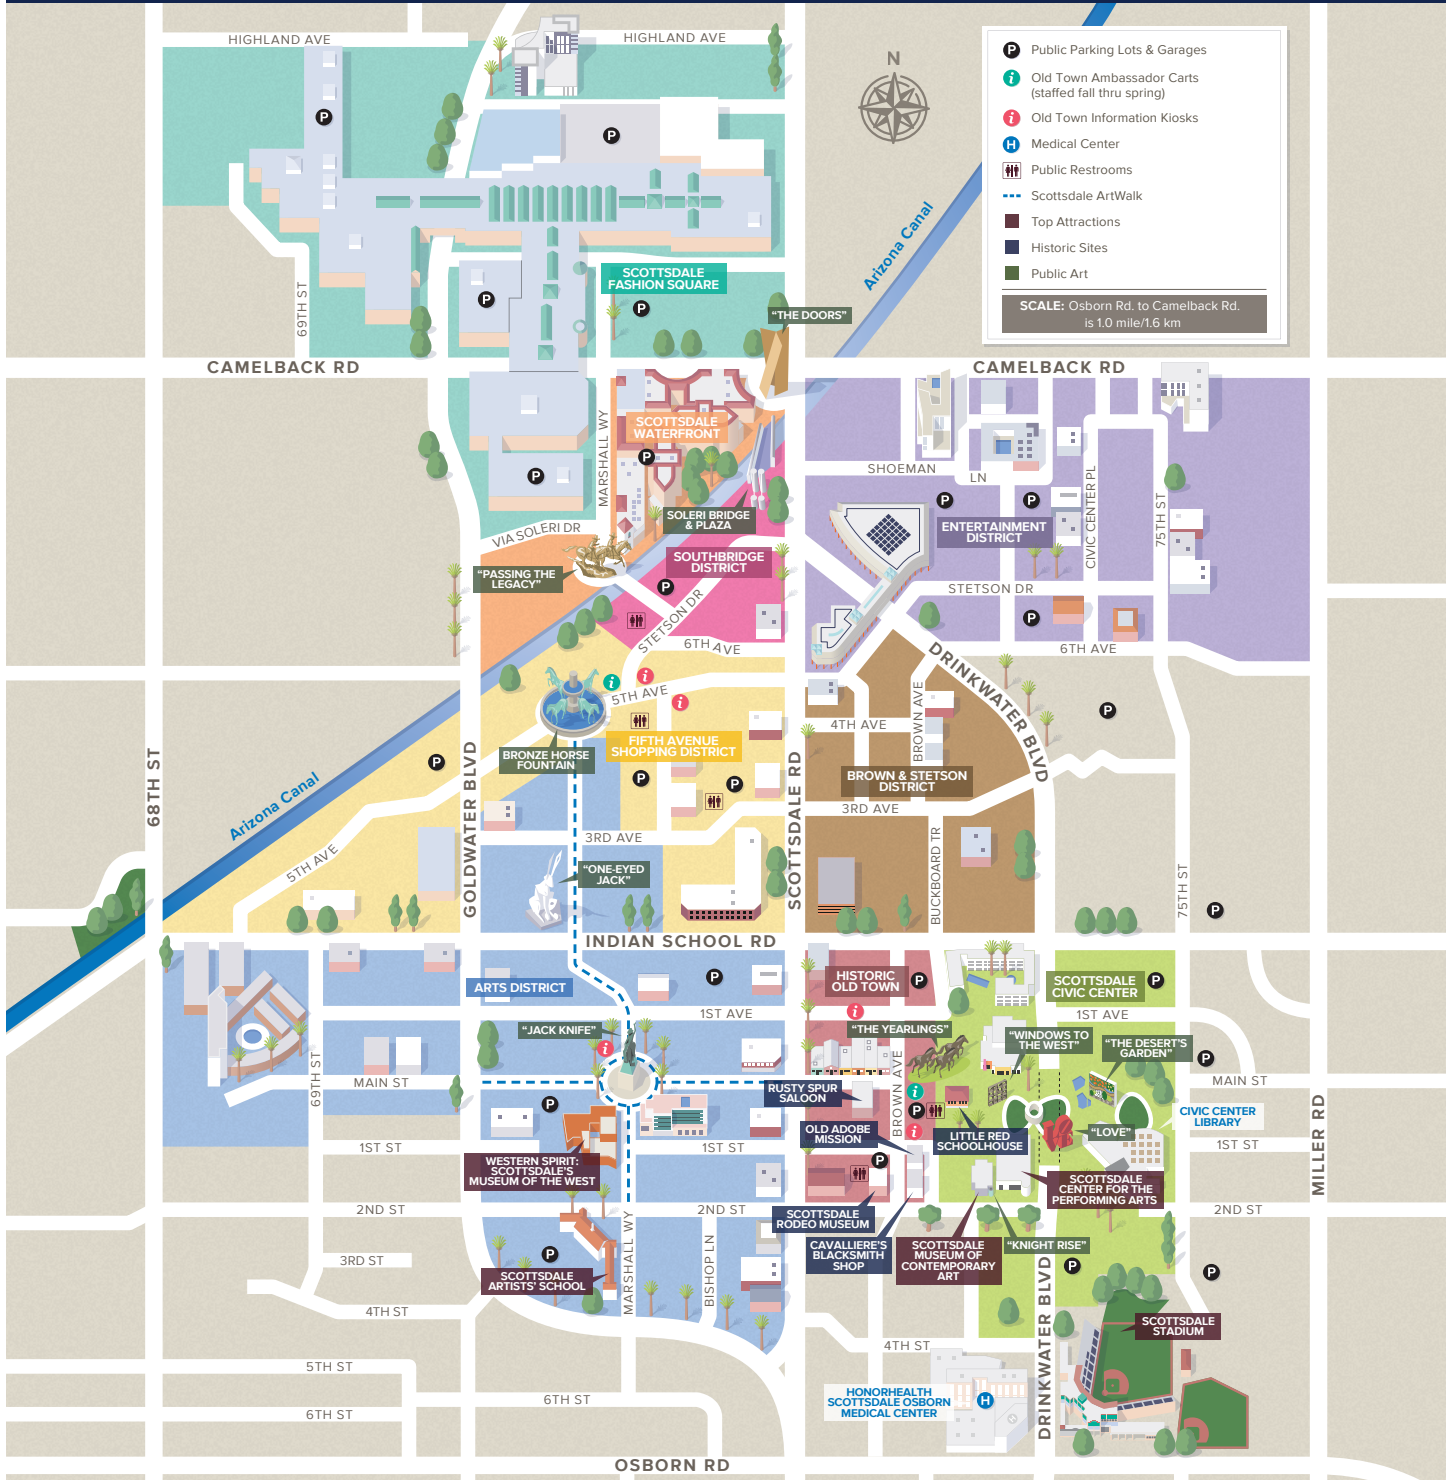 HIGHLAND AVE
HIGHLAND AVE
N
P Public Parking Lots & Garages
i Old Town Ambassador Carts
(staffed fall thru spring)
i Old Town Information Kiosks
H Medical Center
Public Restrooms
Scottsdale ArtWalk
Top Attractions
Historic Sites
Public Art
SCALE: Osborn Rd. to Camelback Rd.
is 1.0 mile/1.6 km
P
P
Arizona Canal
SCOTTSDALE
FASHION SQUARE
P
P
69TH ST
"THE DOORS"
CAMELBACK RD
CAMELBACK RD
MARSHALL WY
SCOTTSDALE
WATERFRONT
P
P
SHOEMAN
LN
CIVIC CENTER PL
75TH ST
P
P
SOLERI BRIDGE
& PLAZA
ENTERTAINMENT
DISTRICT
VIA SOLERI DR
SOUTHBRIDGE
DISTRICT
"PASSING THE
LEGACY"
P
STETSON DR
STETSON DR
P
6TH AVE
6TH AVE
DRINKWATER BLVD
i
i
i
5TH AVE
BROWN AVE
4TH AVE
P
FIFTH AVENUE
SHOPPING DISTRICT
BRONZE HORSE
FOUNTAIN
P
P
P
BROWN & STETSON
DISTRICT
68TH ST
GOLDWATER BLVD
SCOTTSDALE RD
Arizona Canal
3RD AVE
3RD AVE
BUCKBOARD TR
5TH AVE
"ONE-EYED
JACK"
75TH ST
P
INDIAN SCHOOL RD
P
HISTORIC
OLD TOWN
P
SCOTTSDALE
CIVIC CENTER
P
ARTS DISTRICT
1ST AVE
i
1ST AVE
"JACK KNIFE"
i
"THE YEARLINGS"
"WINDOWS TO
THE WEST"
"THE DESERT'S
GARDEN"
P
69TH ST
MAIN ST
BROWN AVE
MAIN ST
RUSTY SPUR
SALOON
i
P
P
i
CIVIC CENTER
LIBRARY
MILLER RD
OLD ADOBE
MISSION
LITTLE RED
SCHOOLHOUSE
"LOVE"
1ST ST
1ST ST
1ST ST
P
WESTERN SPIRIT:
SCOTTSDALE'S
MUSEUM OF THE WEST
SCOTTSDALE
CENTER FOR THE
PERFORMING ARTS
2ND ST
2ND ST
2ND ST
SCOTTSDALE
RODEO MUSEUM
MARSHALL WY
BISHOP LN
CAVALLIERE'S
BLACKSMITH
SHOP
SCOTTSDALE
MUSEUM OF
CONTEMPORARY
ART
"KNIGHT RISE"
3RD ST
P
P
P
SCOTTSDALE
ARTISTS' SCHOOL
DRINKWATER BLVD
4TH ST
SCOTTSDALE
STADIUM
4TH ST
5TH ST
6TH ST
6TH ST
HONORHEALTH
SCOTTSDALE OSBORN
MEDICAL CENTER
H
OSBORN RD